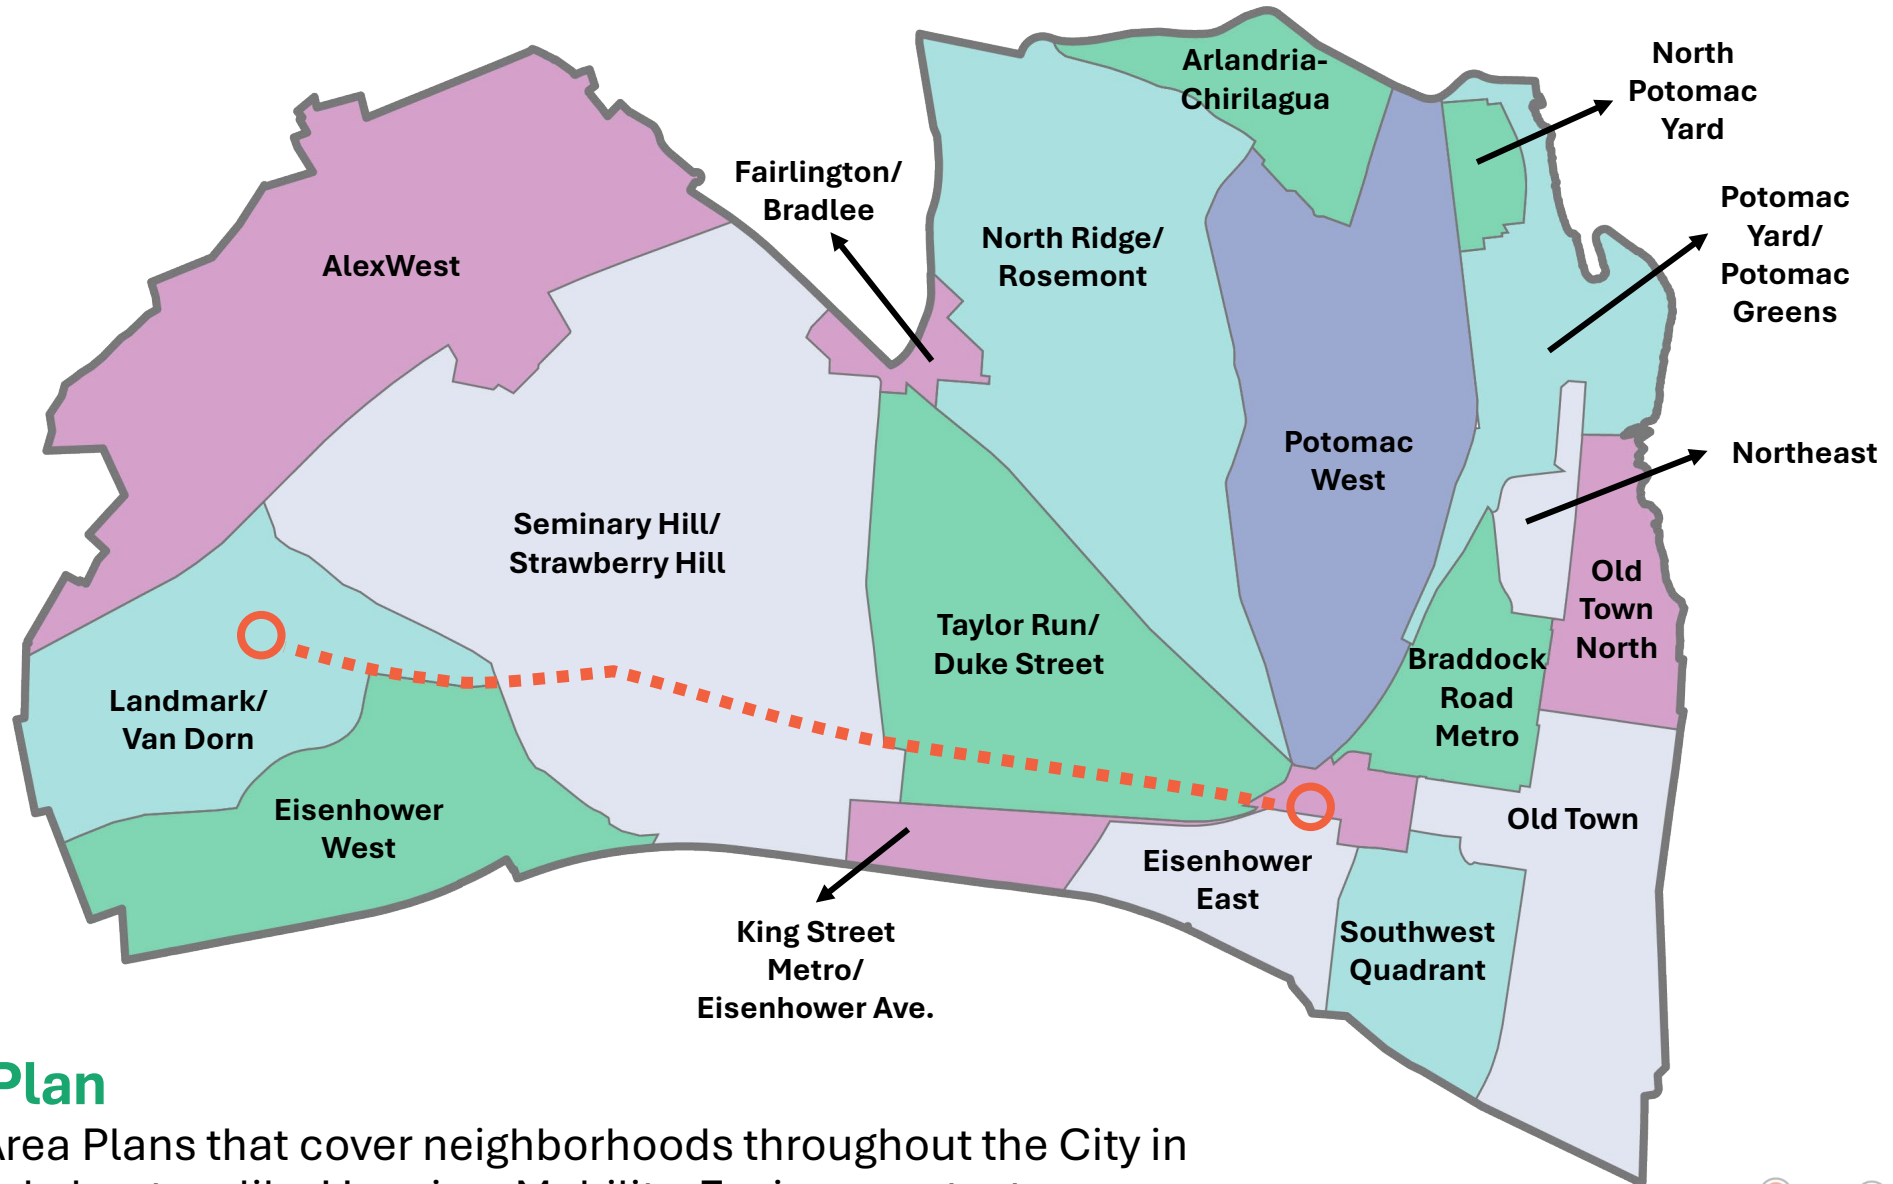 Arlandria-
Chirilagua
North
Potomac
Yard
Fairlington/
Bradlee
Potomac
Yard/
Potomac
Greens
North Ridge/
Rosemont
AlexWest
Potomac
West
Northeast
Seminary Hill/
Strawberry Hill
Old
Town
North
Taylor Run/
Duke Street
Braddock
Road
Metro
Landmark/
Van Dorn
Eisenhower
West
Old Town
Eisenhower
East
King Street
Metro/
Eisenhower Ave.
Southwest
Quadrant
Plan
Area Plans that cover neighborhoods throughout the City in